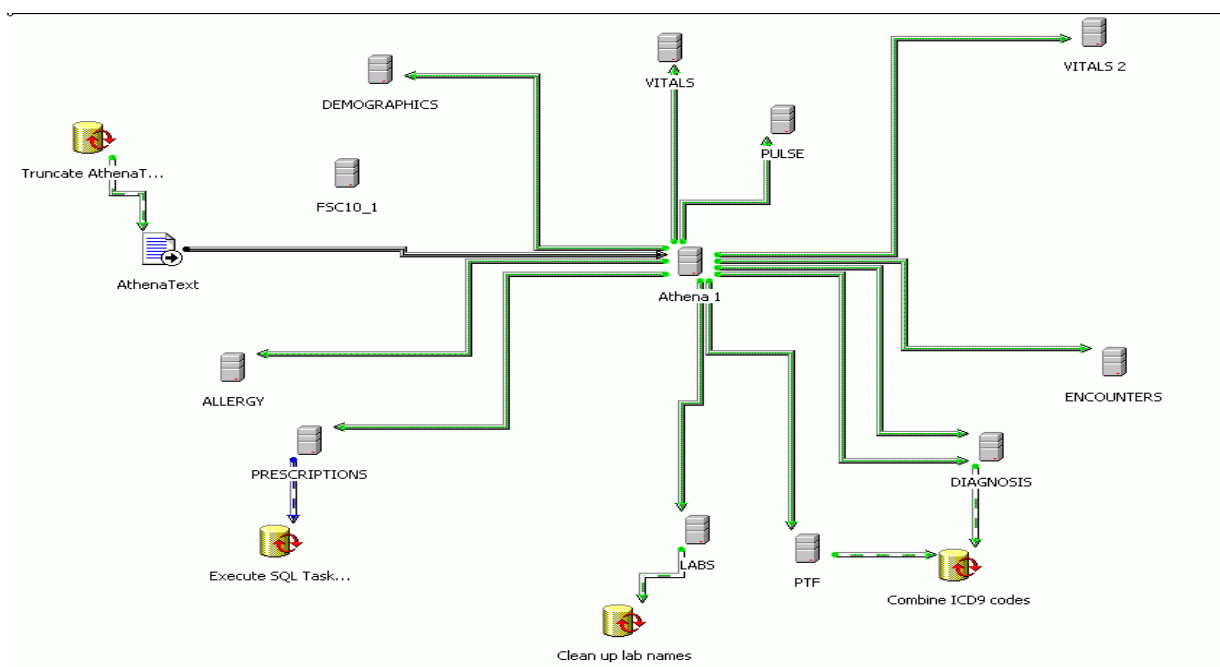 VITALS 2
VITALS
DEMOGRAPHICS
PULSE
Truncate AthenaT...
FSC10_1
AthenaText
Athena 1
ALLERGY
ENCOUNTERS
PRESCRIPTIONS
DIAGNOSIS
LABS
Execute SQL Task...
PTF
Combine ICD9 codes
Clean up lab names